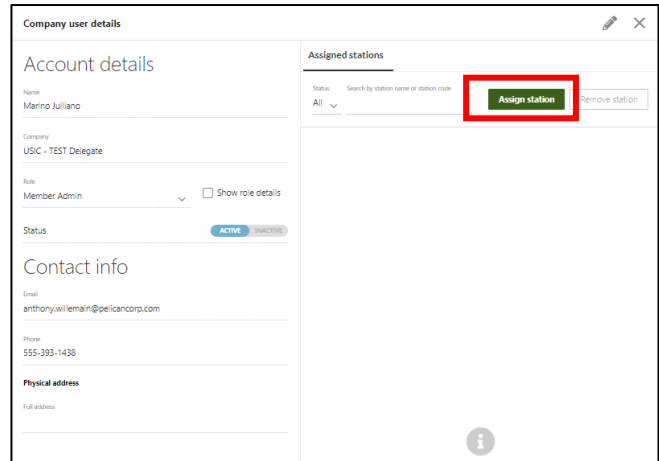 Company user details
Account details
Name
Marino Juiliano
Company
USIC - TEST Delegate
Role
Member Admin
Show role details
Status
ACTIVE
INACTIVE
Contact info
Email
anthony.willemain@pelicancorp.com
Phone
555-393-1438
Physical address
Full address
Assigned stations
Status
Search by station name or station code
All
Assign station
Remove station